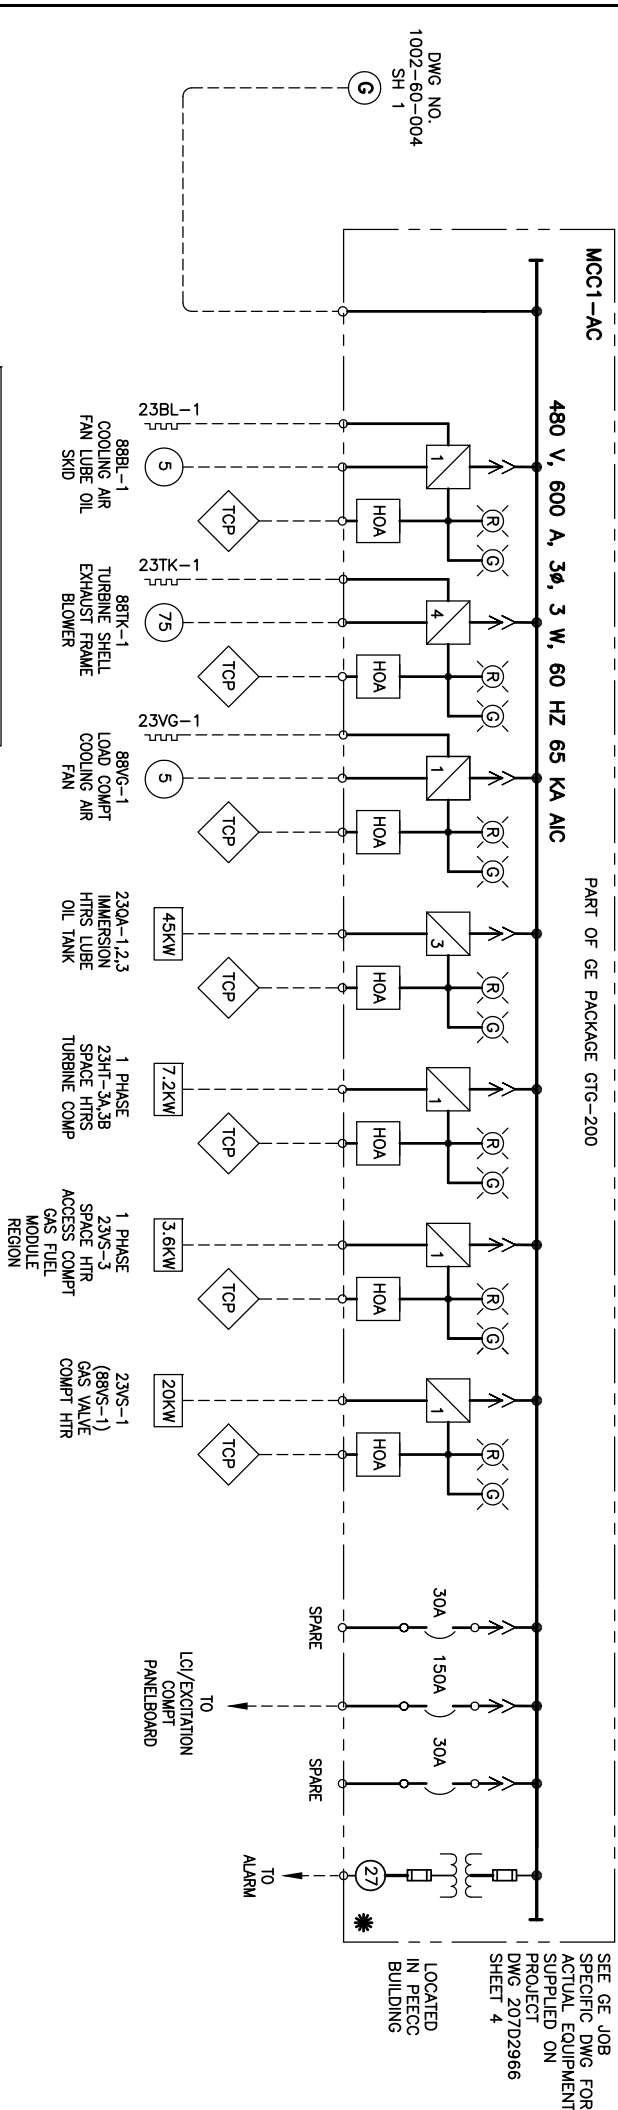 DWG NO.
1002-60-004
SH 1
G
MCC1-AC
480 V, 600 A, 3ø, 3 W, 60 HZ 65 KA AIC
PART OF GE PACKAGE GTG-200
23BL-1
1
R
G
HOA
5
TCP
88BL-1
COOLING AIR
FAN LUBE OIL
SKID
23TK-1
4
R
G
HOA
75
TCP
88TK-1
TURBINE SHELL
EXHAUST FRAME
BLOWER
23VG-1
1
R
G
HOA
5
TCP
88VG-1
LOAD COMPT
COOLING AIR
FAN
3
R
G
HOA
45KW
TCP
23QA-1,2,3
IMMERSION
HTRS LUBE
OIL TANK
1
R
G
HOA
7.2KW
TCP
1 PHASE
23HT-3A,3B
SPACE HTRS
TURBINE COMP
1
R
G
HOA
3.6KW
TCP
1 PHASE
23VS-3
SPACE HTR
ACCESS COMPT
GAS FUEL
MODULE
REGION
1
R
G
HOA
20KW
TCP
23VS-1
(88VS-1)
GAS VALVE
COMPT HTR
30A
SPARE
150A
TO
LCI/EXCITATION
COMPT
PANELBOARD
30A
SPARE
27
TO
ALARM
SEE GE JOB
SPECIFIC DWG FOR
ACTUAL EQUIPMENT
SUPPLIED ON
PROJECT
DWG 207D2966
SHEET 4
LOCATED
IN PEECC
BUILDING